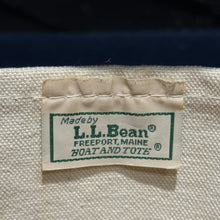 Made by
L.L.Bean®
FREEPORT, MAINE
BOAT AND TOTE®